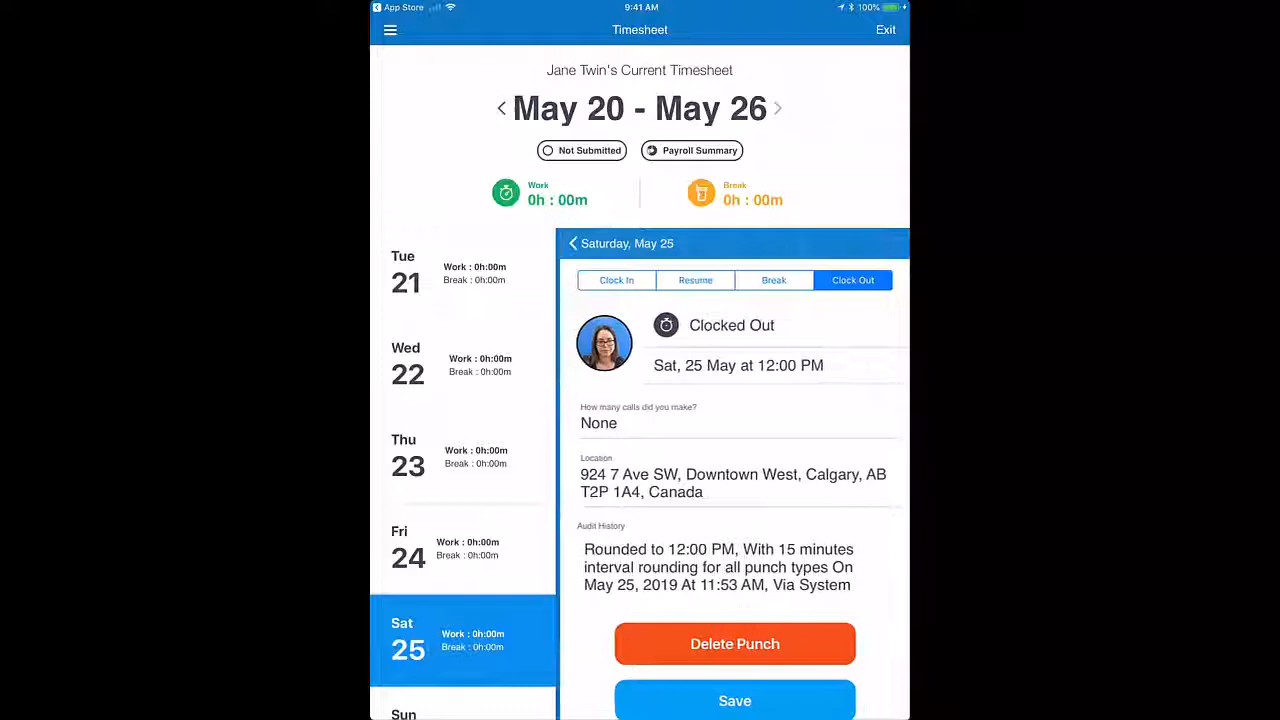 App Store
9:41 AM
100%
Timesheet
Exit
Jane Twin's Current Timesheet
May 20 - May 26
Not Submitted
Payroll Summary
Work
0h : 00m
Break
0h : 00m
Tue
21
Work : 0h:00m
Break : 0h:00m
Wed
22
Work : 0h:00m
Break : 0h:00m
Thu
23
Work : 0h:00m
Break : 0h:00m
Fri
24
Work : 0h:00m
Break : 0h:00m
Sat
25
Work : 0h:00m
Break : 0h:00m
Sun
Saturday, May 25
Clock In
Resume
Break
Clock Out
Clocked Out
Sat, 25 May at 12:00 PM
How many calls did you make?
None
Location
924 7 Ave SW, Downtown West, Calgary, AB
T2P 1A4, Canada
Audit History
Rounded to 12:00 PM, With 15 minutes
interval rounding for all punch types On
May 25, 2019 At 11:53 AM, Via System
Delete Punch
Save